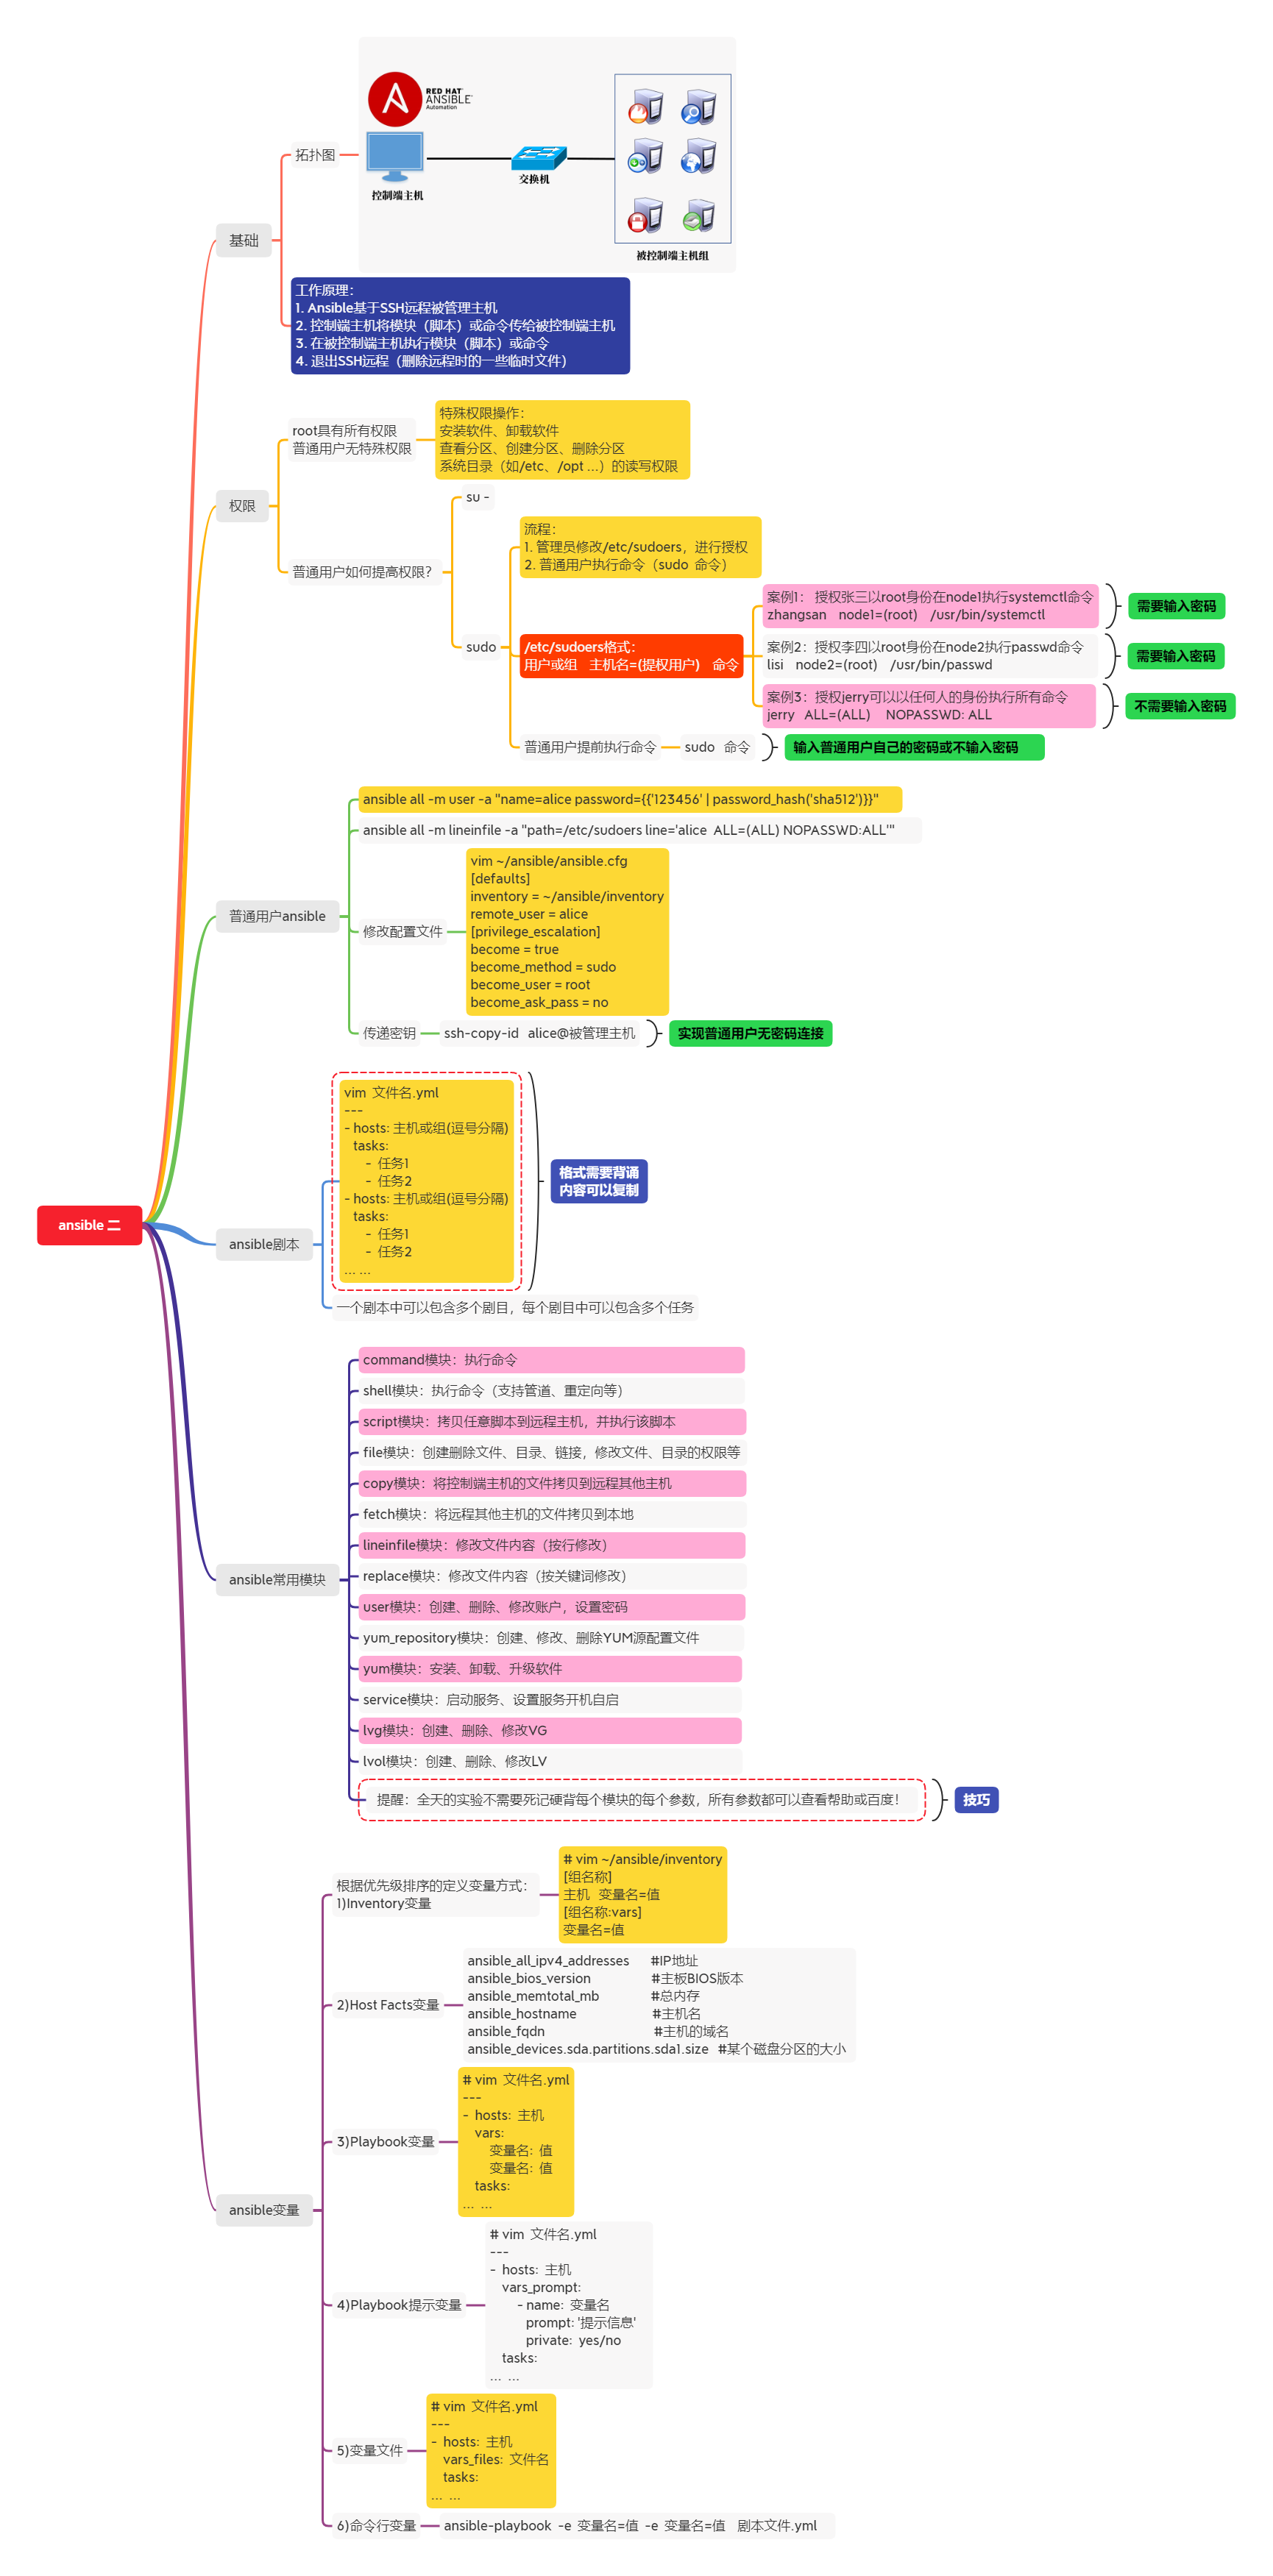 ansible 二
基础
拓扑图
RED HAT
ANSIBLE
Automation
控制端主机
交换机
被控制端主机组
工作原理：
1. Ansible基于SSH远程被管理主机
2. 控制端主机将模块（脚本）或命令传给被控制端主机
3. 在被控制端主机执行模块（脚本）或命令
4. 退出SSH远程（删除远程时的一些临时文件）
权限
root具有所有权限
普通用户无特殊权限
特殊权限操作：
安装软件、卸载软件
查看分区、创建分区、删除分区
系统目录（如/etc、/opt ...）的读写权限
普通用户如何提高权限？
su -
sudo
流程：
1. 管理员修改/etc/sudoers，进行授权
2. 普通用户执行命令（sudo 命令）
/etc/sudoers格式：
用户或组 主机名=(提权用户) 命令
案例1： 授权张三以root身份在node1执行systemctl命令
zhangsan node1=(root) /usr/bin/systemctl
需要输入密码
案例2：授权李四以root身份在node2执行passwd命令
lisi node2=(root) /usr/bin/passwd
需要输入密码
案例3：授权jerry可以以任何人的身份执行所有命令
jerry ALL=(ALL) NOPASSWD: ALL
不需要输入密码
普通用户提前执行命令
sudo 命令
输入普通用户自己的密码或不输入密码
普通用户ansible
ansible all -m user -a "name=alice password={{'123456' | password_hash('sha512')}}"
ansible all -m lineinfile -a "path=/etc/sudoers line='alice ALL=(ALL) NOPASSWD:ALL'"
修改配置文件
vim ~/ansible/ansible.cfg
[defaults]
inventory = ~/ansible/inventory
remote_user = alice
[privilege_escalation]
become = true
become_method = sudo
become_user = root
become_ask_pass = no
传递密钥
ssh-copy-id alice@被管理主机
实现普通用户无密码连接
ansible剧本
vim 文件名.yml
---
- hosts: 主机或组(逗号分隔)
tasks:
- 任务1
- 任务2
- hosts: 主机或组(逗号分隔)
tasks:
- 任务1
- 任务2
... ...
格式需要背诵
内容可以复制
一个剧本中可以包含多个剧目，每个剧目中可以包含多个任务
ansible常用模块
command模块：执行命令
shell模块：执行命令（支持管道、重定向等）
script模块：拷贝任意脚本到远程主机，并执行该脚本
file模块：创建删除文件、目录、链接，修改文件、目录的权限等
copy模块：将控制端主机的文件拷贝到远程其他主机
fetch模块：将远程其他主机的文件拷贝到本地
lineinfile模块：修改文件内容（按行修改）
replace模块：修改文件内容（按关键词修改）
user模块：创建、删除、修改账户，设置密码
yum_repository模块：创建、修改、删除YUM源配置文件
yum模块：安装、卸载、升级软件
service模块：启动服务、设置服务开机自启
lvg模块：创建、删除、修改VG
lvol模块：创建、删除、修改LV
提醒：全天的实验不需要死记硬背每个模块的每个参数，所有参数都可以查看帮助或百度！
技巧
ansible变量
根据优先级排序的定义变量方式：
1)Inventory变量
# vim ~/ansible/inventory
[组名称]
主机 变量名=值
[组名称:vars]
变量名=值
2)Host Facts变量
ansible_all_ipv4_addresses #IP地址
ansible_bios_version #主板BIOS版本
ansible_memtotal_mb #总内存
ansible_hostname #主机名
ansible_fqdn #主机的域名
ansible_devices.sda.partitions.sda1.size #某个磁盘分区的大小
3)Playbook变量
# vim 文件名.yml
---
- hosts: 主机
vars:
变量名: 值
变量名: 值
tasks:
... ...
4)Playbook提示变量
# vim 文件名.yml
---
- hosts: 主机
vars_prompt:
- name: 变量名
prompt: '提示信息'
private: yes/no
tasks:
... ...
5)变量文件
# vim 文件名.yml
---
- hosts: 主机
vars_files: 文件名
tasks:
... ...
6)命令行变量
ansible-playbook -e 变量名=值 -e 变量名=值 剧本文件.yml